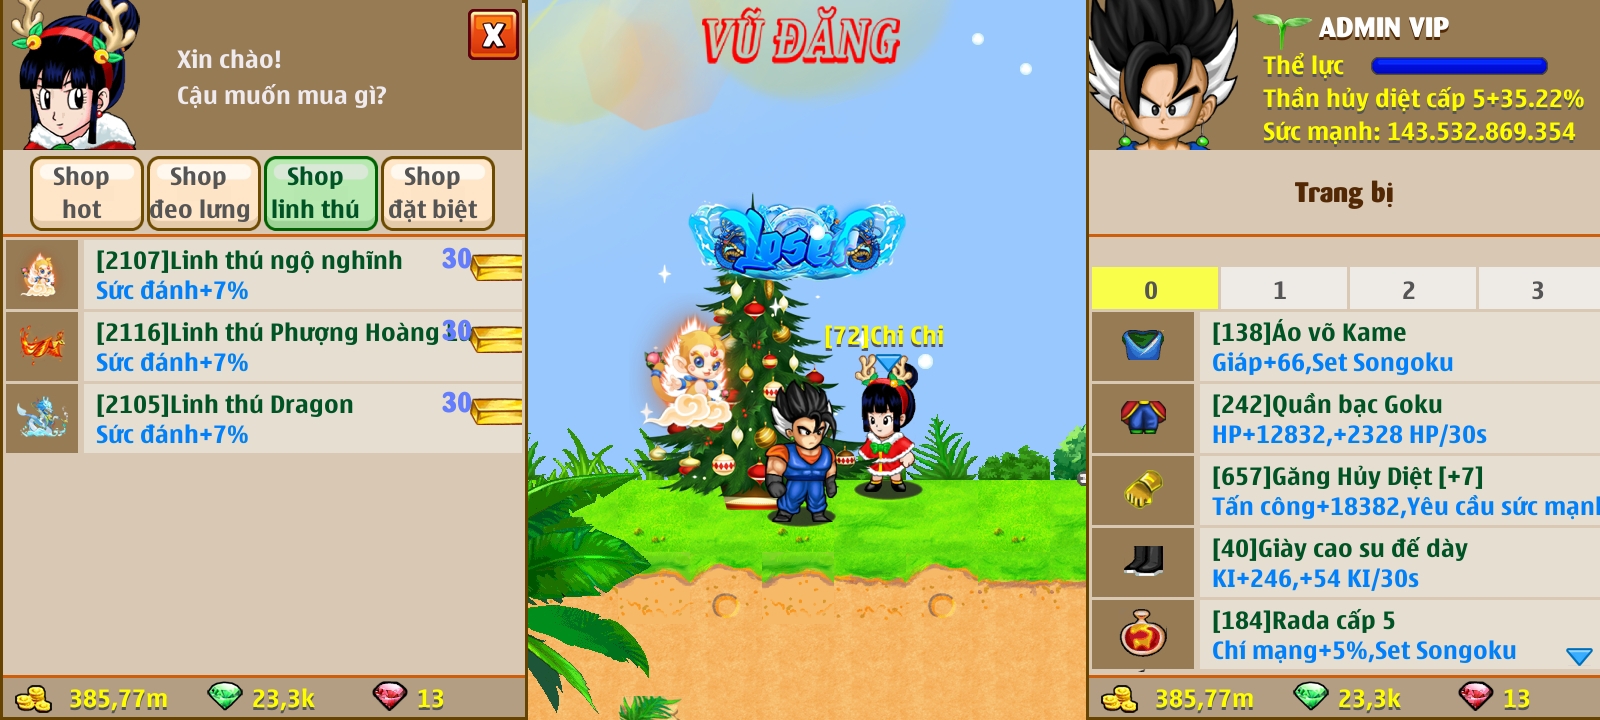 Xin chào!
Cậu muốn mua gì?
Shop hot
Shop đeo lưng
Shop linh thú
Shop đặt biệt
[2107]Linh thú ngộ nghĩnh 30
Sức đánh+7%
[2116]Linh thú Phượng Hoàng 30
Sức đánh+7%
[2105]Linh thú Dragon 30
Sức đánh+7%
385,77m 23,3k 13
VŨ ĐĂNG
Lose
[72]Chi Chi
ADMIN VIP
Thể lực
Thần hủy diệt cấp 5+35.22%
Sức mạnh: 143.532.869.354
Trang bị
0 1 2 3
[138]Áo võ Kame
Giáp+66,Set Songoku
[242]Quần bạc Goku
HP+12832,+2328 HP/30s
[657]Găng Hủy Diệt [+7]
Tấn công+18382,Yêu cầu sức mạnh
[40]Giày cao su đế dày
KI+246,+54 KI/30s
[184]Rada cấp 5
Chí mạng+5%,Set Songoku
385,77m 23,3k 13